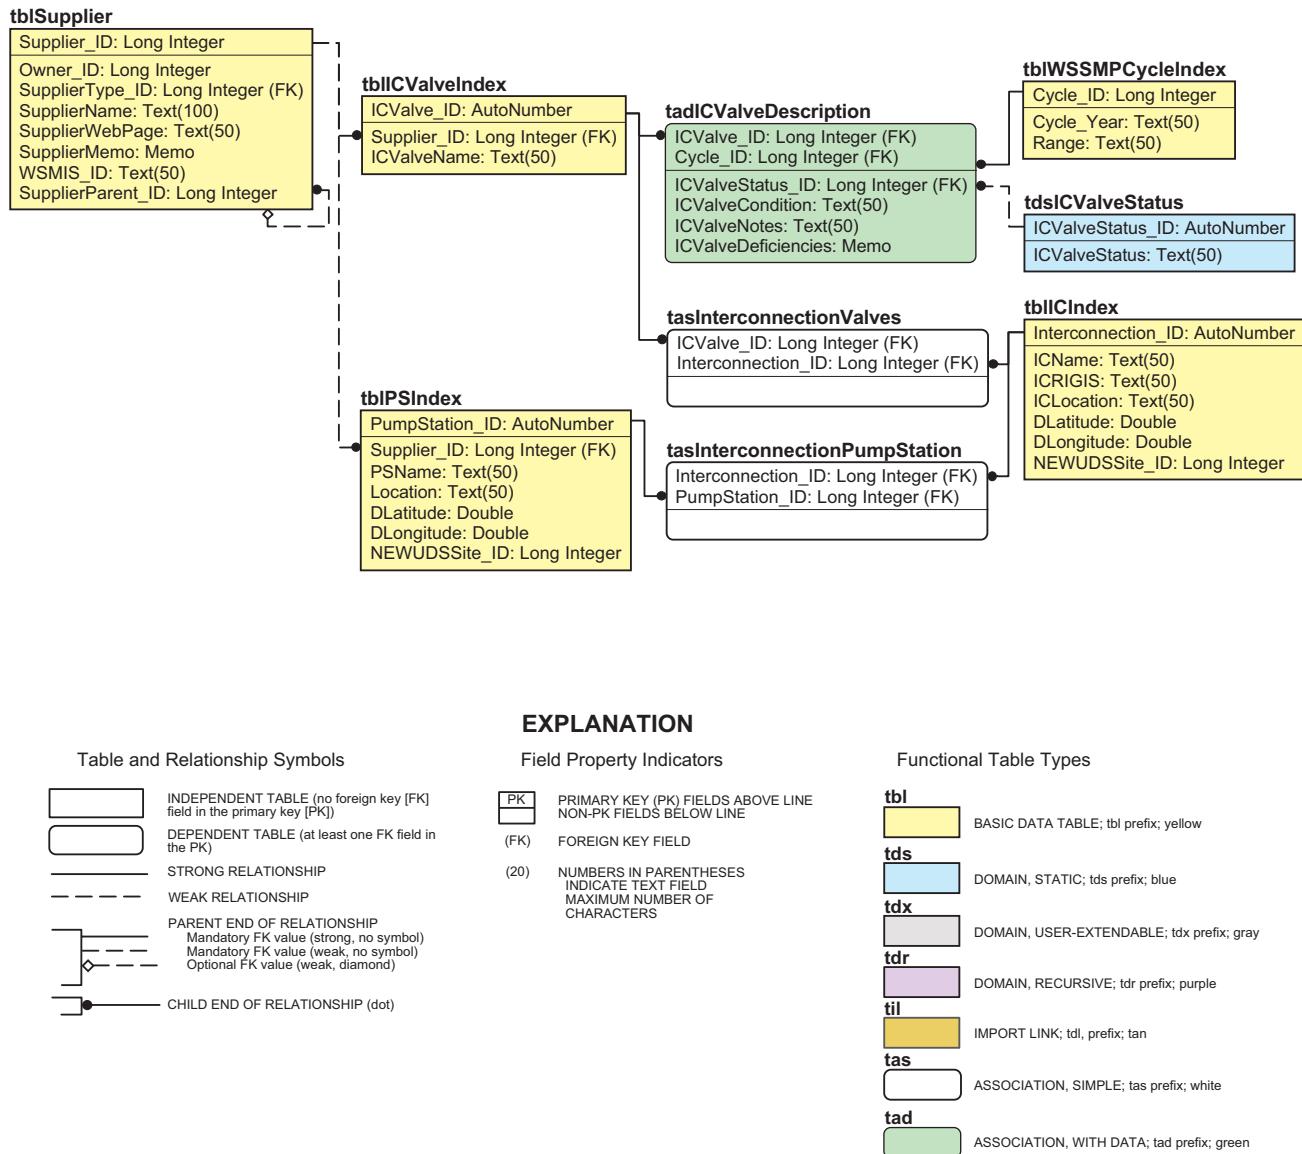 tblSupplier
Supplier_ID: Long Integer
Owner_ID: Long Integer
SupplierType_ID: Long Integer (FK)
SupplierName: Text(100)
SupplierWebPage: Text(50)
SupplierMemo: Memo
WSMIS_ID: Text(50)
SupplierParent_ID: Long Integer
tblICValveIndex
ICValve_ID: AutoNumber
Supplier_ID: Long Integer (FK)
ICValveName: Text(50)
tadICValveDescription
ICValve_ID: Long Integer (FK)
Cycle_ID: Long Integer (FK)
ICValveStatus_ID: Long Integer (FK)
ICValveCondition: Text(50)
ICValveNotes: Text(50)
ICValveDeficiencies: Memo
tblWSSMPCycleIndex
Cycle_ID: Long Integer
Cycle_Year: Text(50)
Range: Text(50)
tdsICValveStatus
ICValveStatus_ID: AutoNumber
ICValveStatus: Text(50)
tasInterconnectionValves
ICValve_ID: Long Integer (FK)
Interconnection_ID: Long Integer (FK)
tblICIndex
Interconnection_ID: AutoNumber
ICName: Text(50)
ICRIGIS: Text(50)
ICLocation: Text(50)
DLatitude: Double
DLongitude: Double
NEWUDSSite_ID: Long Integer
tblPSIndex
PumpStation_ID: AutoNumber
Supplier_ID: Long Integer (FK)
PSName: Text(50)
Location: Text(50)
DLatitude: Double
DLongitude: Double
NEWUDSSite_ID: Long Integer
tasInterconnectionPumpStation
Interconnection_ID: Long Integer (FK)
PumpStation_ID: Long Integer (FK)
EXPLANATION
Table and Relationship Symbols
INDEPENDENT TABLE (no foreign key [FK]
field in the primary key [PK])
DEPENDENT TABLE (at least one FK field in
the PK)
STRONG RELATIONSHIP
WEAK RELATIONSHIP
PARENT END OF RELATIONSHIP
Mandatory FK value (strong, no symbol)
Mandatory FK value (weak, no symbol)
Optional FK value (weak, diamond)
CHILD END OF RELATIONSHIP (dot)
Field Property Indicators
PK
PRIMARY KEY (PK) FIELDS ABOVE LINE
NON-PK FIELDS BELOW LINE
(FK) FOREIGN KEY FIELD
(20) NUMBERS IN PARENTHESES
INDICATE TEXT FIELD
MAXIMUM NUMBER OF
CHARACTERS
Functional Table Types
tbl
BASIC DATA TABLE; tbl prefix; yellow
tds
DOMAIN, STATIC; tds prefix; blue
tdx
DOMAIN, USER-EXTENDABLE; tdx prefix; gray
tdr
DOMAIN, RECURSIVE; tdr prefix; purple
til
IMPORT LINK; tdl, prefix; tan
tas
ASSOCIATION, SIMPLE; tas prefix; white
tad
ASSOCIATION, WITH DATA; tad prefix; green